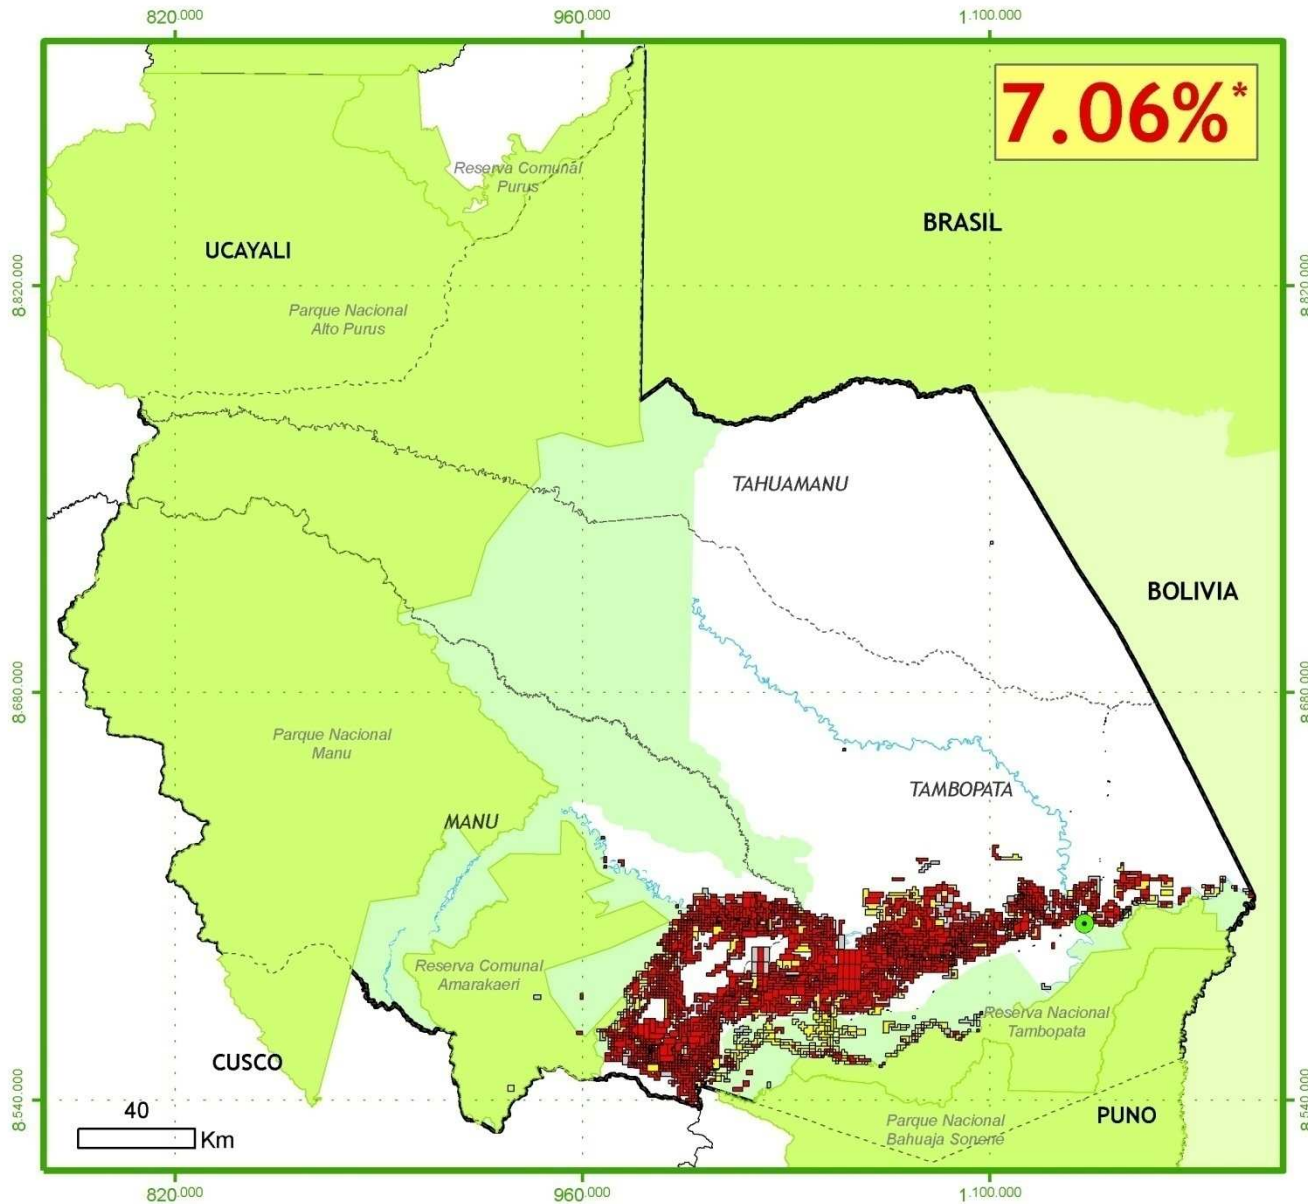 820.000 960.000 1.100.000
7.06%*
Reserva Comunal
Purus
BRASIL
UCAYALI
8.820.000 8.820.000
Parque Nacional
Alto Purus
TAHUAMANU
BOLIVIA
8.680.000 8.680.000
Parque Nacional
Manu
TAMBOPATA
MANU
Reserva Comunal
Amarakaeri
Reserva Nacional
Tambopata
CUSCO
8.540.000 8.540.000
40
Km
PUNO
Parque Nacional
Bahuaja Sonene
820.000 960.000 1.100.000